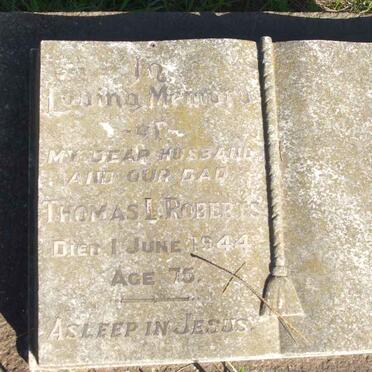 In
Loving Memory
- OF -
MY DEAR HUSBAND
AND OUR DAD
THOMAS L. ROBERTS
DIED 1 JUNE 1944
AGE 75.
ASLEEP IN JESUS.